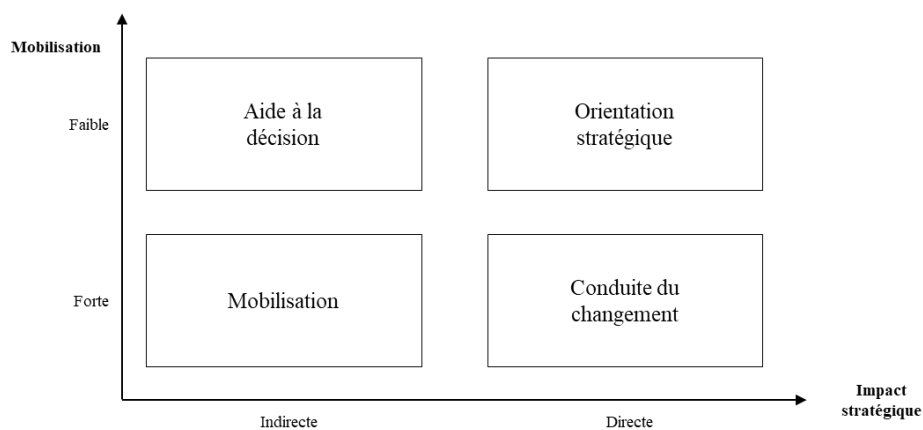 Mobilisation
Faible
Aide à la
décision
Orientation
stratégique
Forte
Mobilisation
Conduite du
changement
Impact
stratégique
Indirecte
Directe